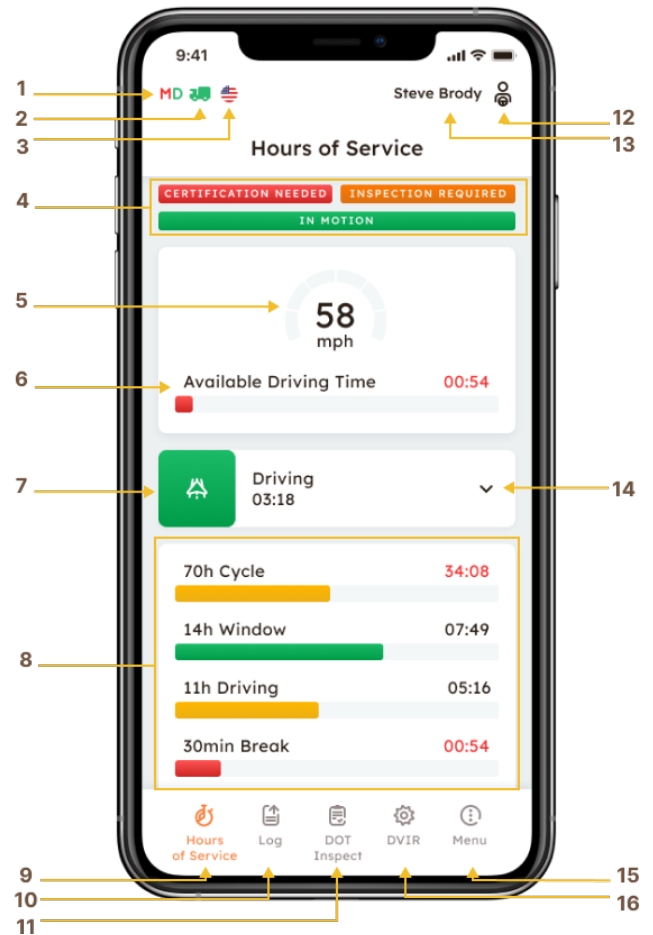 9:41
1
MD
Steve Brody
2
12
3
13
Hours of Service
4
CERTIFICATION NEEDED
INSPECTION REQUIRED
IN MOTION
5
58
mph
6
Available Driving Time 00:54
7
Driving
03:18
14
70h Cycle 34:08
14h Window 07:49
8
11h Driving 05:16
30min Break 00:54
Hours
of Service
Log
DOT
Inspect
DVIR
Menu
9
15
10
16
11